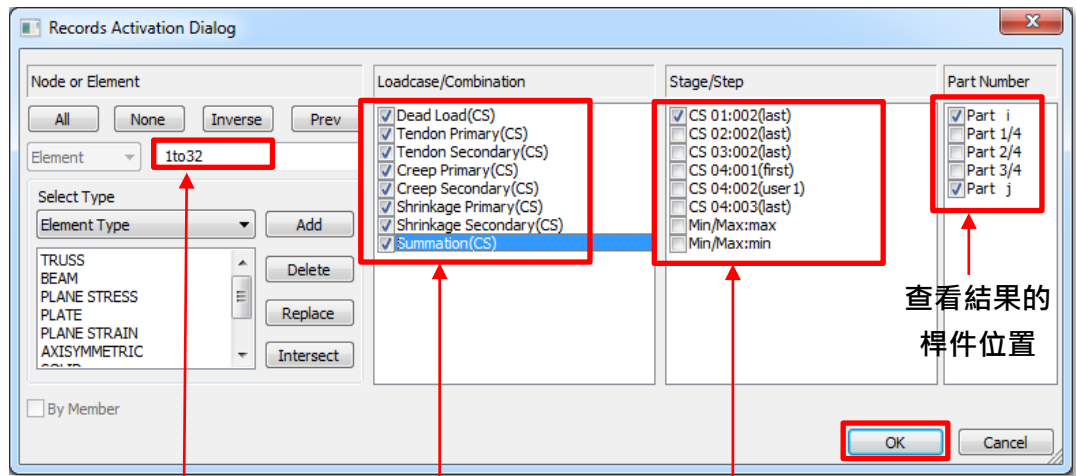 Records Activation Dialog
Node or Element
All None Inverse Prev
Element 1to32
Select Type
Element Type Add
TRUSS
BEAM
PLANE STRESS
PLATE
PLANE STRAIN
AXISYMMETRIC
Delete
Replace
Intersect
By Member
Loadcase/Combination
Dead Load(CS)
Tendon Primary(CS)
Tendon Secondary(CS)
Creep Primary(CS)
Creep Secondary(CS)
Shrinkage Primary(CS)
Shrinkage Secondary(CS)
Summation(CS)
Stage/Step
CS 01:002(last)
CS 02:002(last)
CS 03:002(last)
CS 04:001(first)
CS 04:002(user1)
CS 04:003(last)
Min/Max:max
Min/Max:min
Part Number
Part i
Part 1/4
Part 2/4
Part 3/4
Part j
查看結果的
桿件位置
OK Cancel